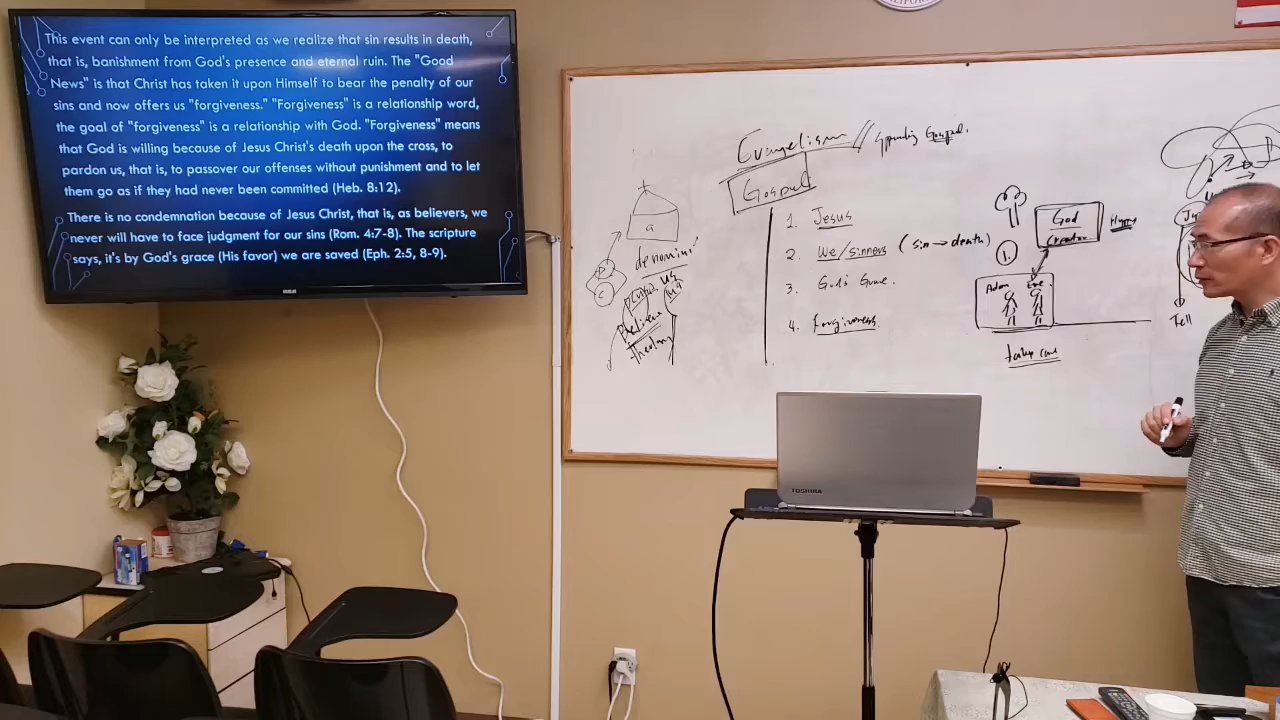 This event can only be interpreted as we realize that sin results in death,
that is, banishment from God's presence and eternal ruin. The "Good
News" is that Christ has taken it upon Himself to bear the penalty of our
sins and now offers us "forgiveness." "Forgiveness" is a relationship word,
the goal of "forgiveness" is a relationship with God. "Forgiveness" means
that God is willing because of Jesus Christ's death upon the cross, to
pardon us, that is, to passover our offenses without punishment and to let
them go as if they had never been committed (Heb. 8:12).
There is no condemnation because of Jesus Christ, that is, as believers, we
never will have to face judgment for our sins (Rom. 4:7-8). The scripture
says, it's by God's grace (His favor) we are saved (Eph. 2:5, 8-9).
RCA
Evangelism // Spreading Gospel.
Gospel
1. Jesus
2. We/sinners (sin → death)
3. God's
4. Forgiveness.
a
P
C
Theology
God
Creator
1.
Adam Eve
take care
Tell
TOSHIBA